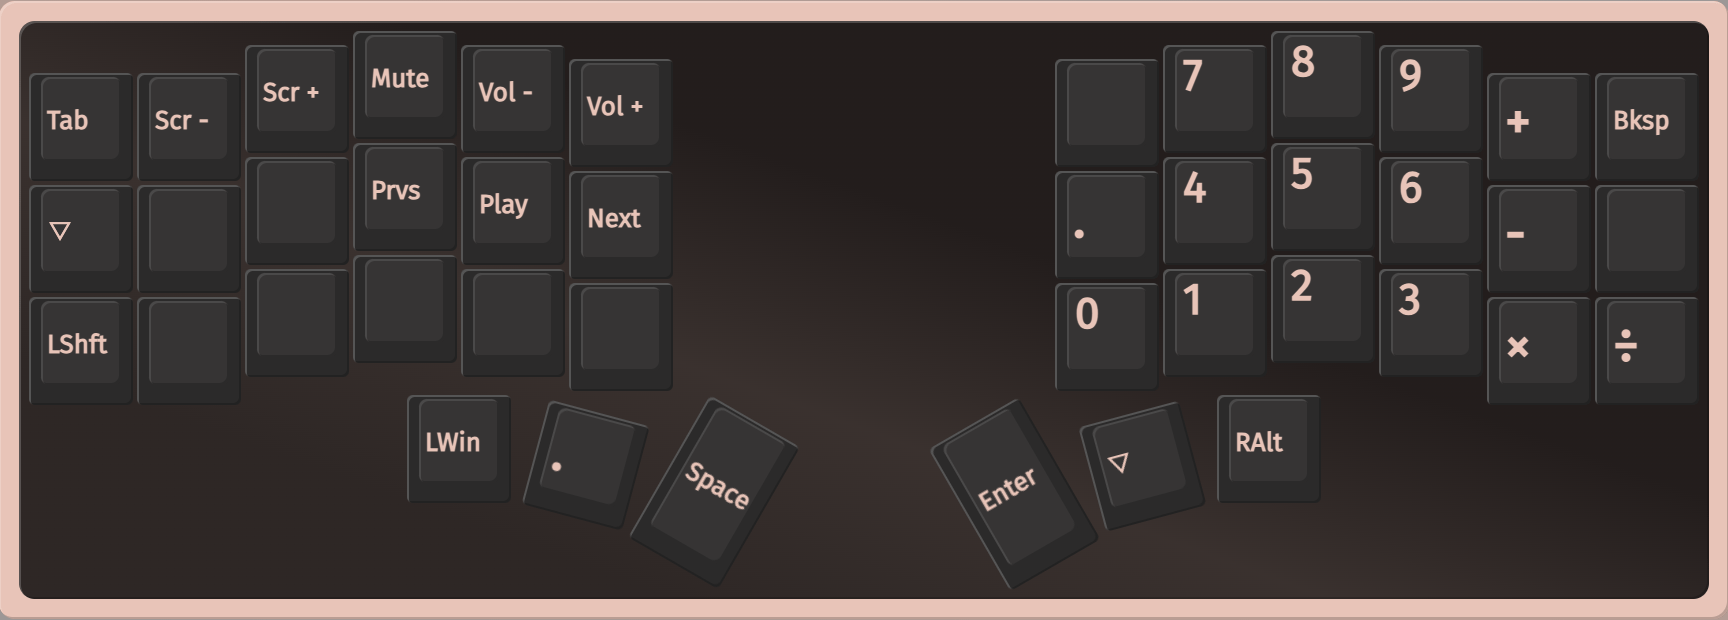 Tab Scr - Scr + Mute Vol - Vol + 7 8 9 + Bksp
▽ Prvs Play Next . 4 5 6 -
LShft 0 1 2 3 × ÷
LWin • Space Enter ▽ RAlt